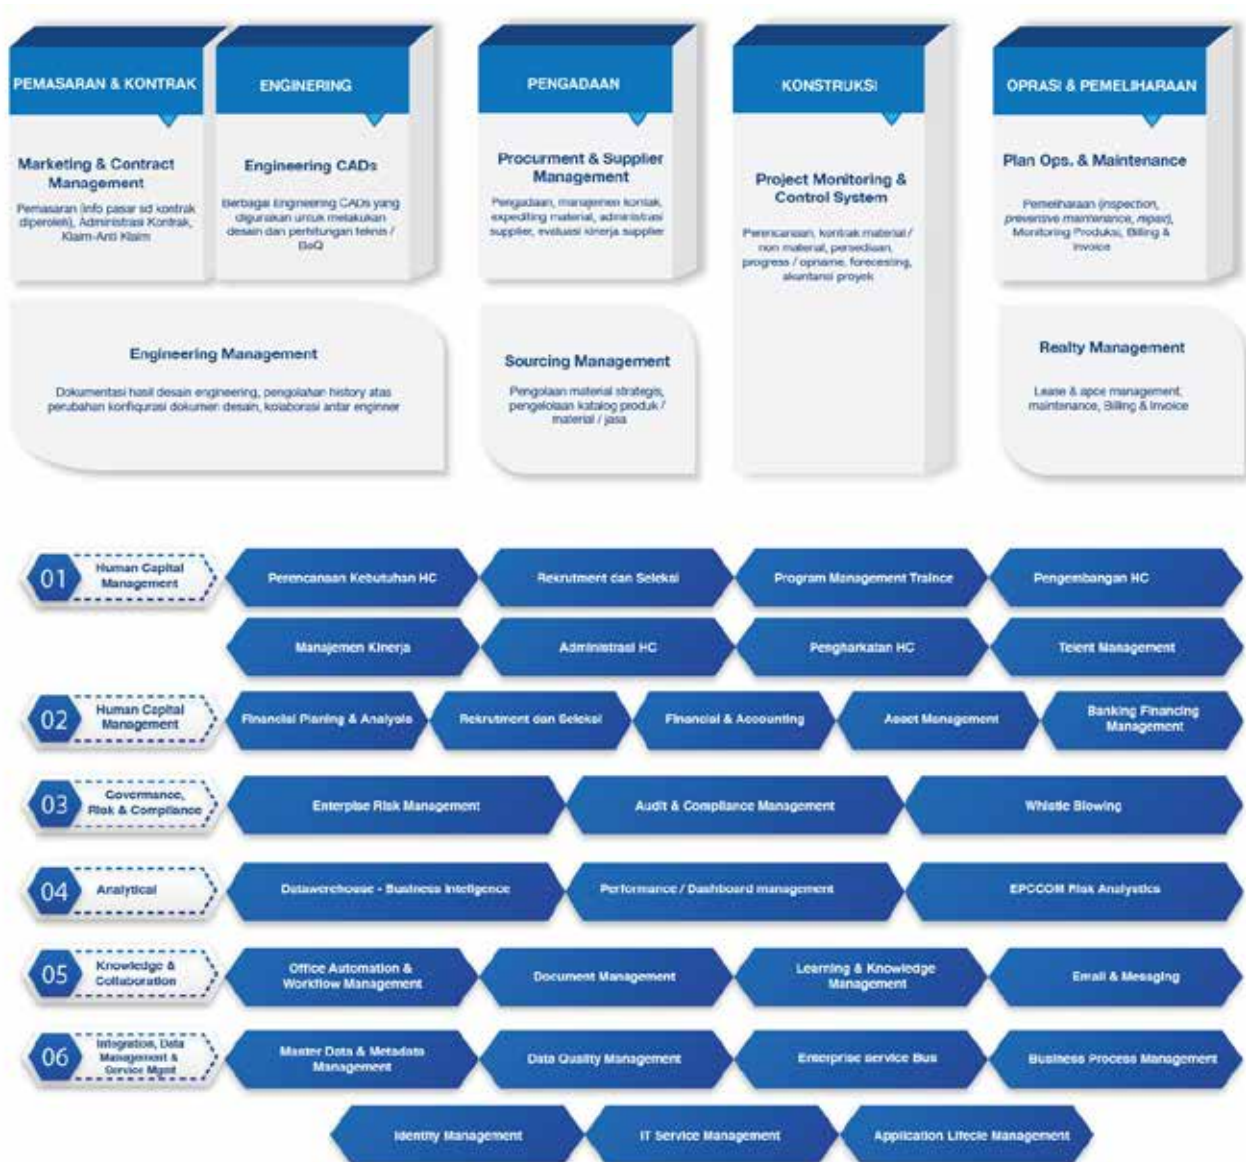 PEMASARAN & KONTRAK
Marketing & Contract
Management
Pemasaran (info pasar sd kontrak
diperoleh), Administrasi Kontrak,
Klaim-Anti Klaim
ENGINERING
Engineering CADs
Berbagai Engineering CADs yang
digunakan untuk melakukan
desain dan perhitungan teknis /
BoQ
PENGADAAN
Procurment & Supplier
Management
Pengadaan, manajemen kontak,
expediting material, administrasi
supplier, evaluasi kinerja supplier
KONSTRUKSI
Project Monitoring &
Control System
Perencanaan, kontrak material /
non material, persediaan,
progress / opname, forecesting,
akuntansi proyek
OPRASI & PEMELIHARAAN
Plan Ops. & Maintenance
Pemeliharaan (inspection,
preventive maintenance, repair),
Monitoring Produksi, Billing &
Invoice
Engineering Management
Dokumentasi hasil desain engineering, pengolahan history atas
perubahan konfigurasi dokumen desain, kolaborasi antar enginner
Sourcing Management
Pengolaan material strategis,
pengelolaan katalog produk /
material / jasa
Realty Management
Lease & apce management,
maintenance, Billing & Invoice
01
Human Capital
Management
Perencanaan Kebutuhan HC
Rekrutment dan Seleksi
Program Management Traince
Pengembangan HC
Manajemen Kinerja
Administrasi HC
Pengharkatan HC
Telent Management
02
Human Capital
Management
Financial Planing & Analysis
Rekrutment dan Seleksi
Financial & Accounting
Asset Management
Banking Financing
Management
03
Governance,
Risk & Compliance
Enterpise Risk Management
Audit & Compliance Management
Whistle Blowing
04
Analytical
Datawerehouse - Business Inteligence
Performance / Dashboard management
EPCCOM Risk Analystics
05
Knowledge &
Collaboration
Office Automation &
Workflow Management
Document Management
Learning & Knowledge
Management
Email & Mesaging
06
Integration, Data
Management &
Service Mgmt
Master Data & Metadata
Management
Data Quality Management
Enterprise service Bus
Business Process Management
Identity Management
IT Service Management
Application Lifecle Management